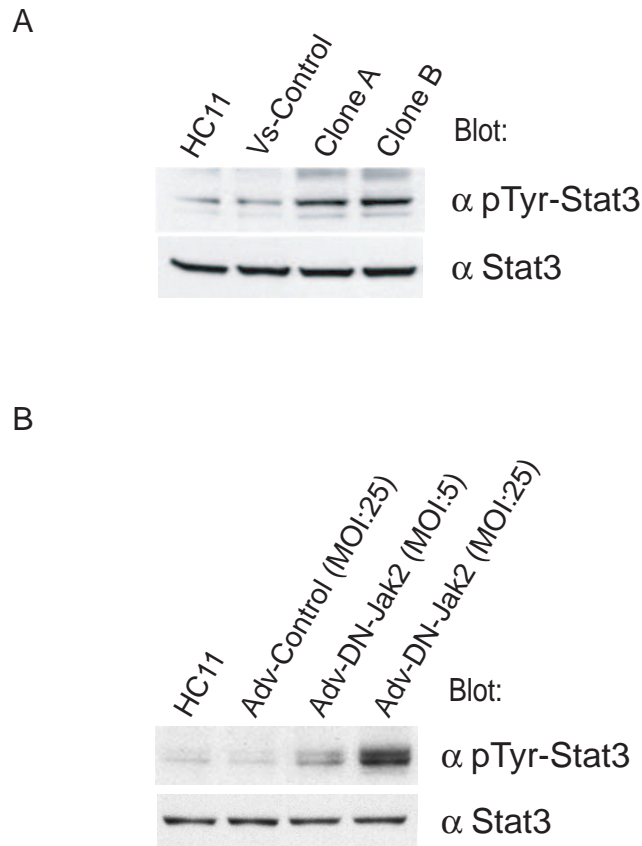 A
HC11
Vs-Control
Clone A
Clone B
Blot:
α pTyr-Stat3
α Stat3
B
HC11
Adv-Control (MOI:25)
Adv-DN-Jak2 (MOI:5)
Adv-DN-Jak2 (MOI:25)
Blot:
α pTyr-Stat3
α Stat3